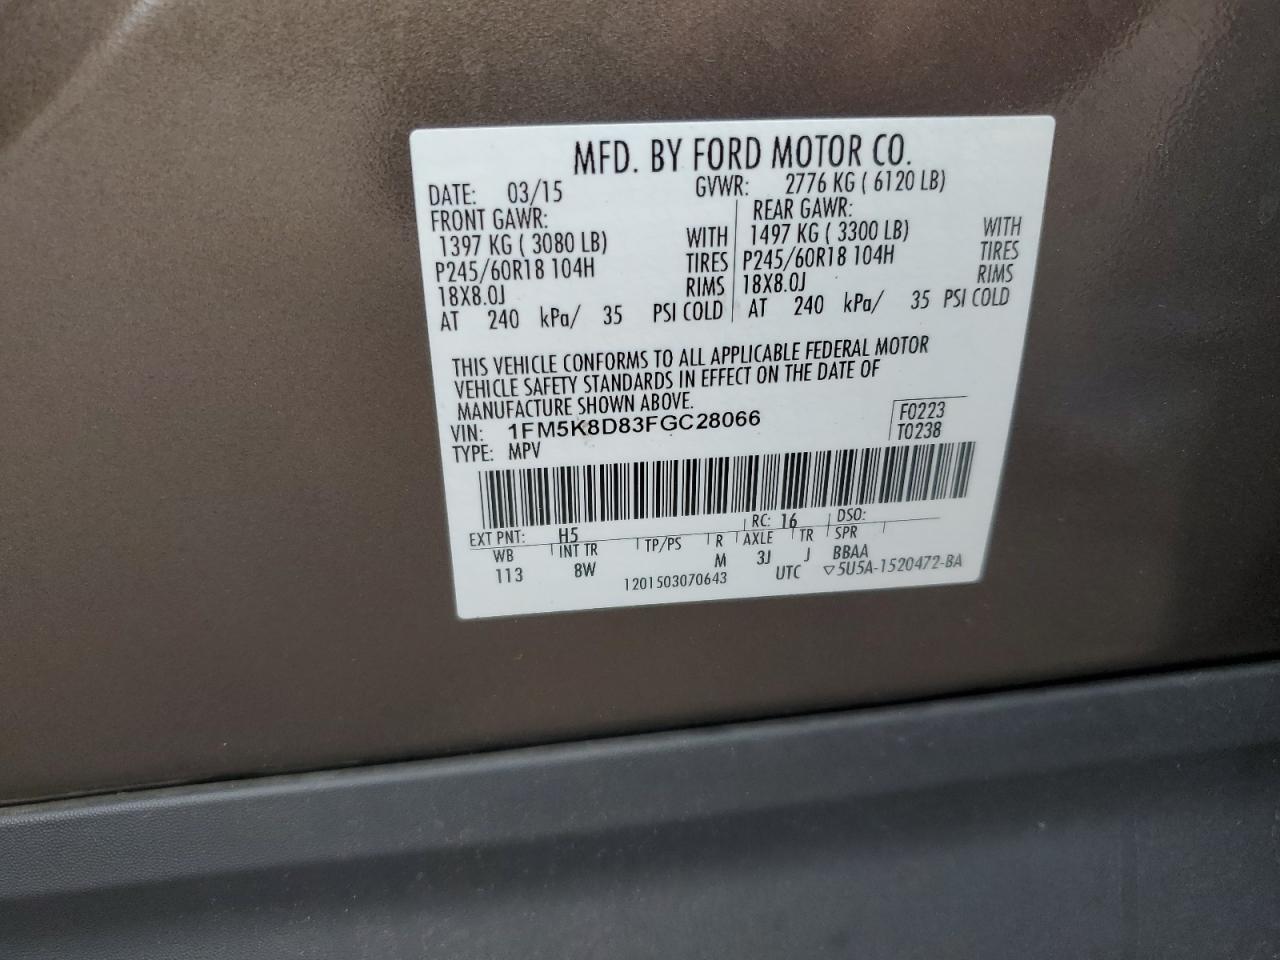 MFD. BY FORD MOTOR CO.
DATE: 03/15 GVWR: 2776 KG ( 6120 LB)
FRONT GAWR: REAR GAWR:
1397 KG ( 3080 LB) WITH 1497 KG ( 3300 LB) WITH
P245/60R18 104H TIRES P245/60R18 104H TIRES
18X8.0J RIMS 18X8.0J RIMS
AT 240 kPa/ 35 PSI COLD AT 240 kPa/ 35 PSI COLD
THIS VEHICLE CONFORMS TO ALL APPLICABLE FEDERAL MOTOR
VEHICLE SAFETY STANDARDS IN EFFECT ON THE DATE OF
MANUFACTURE SHOWN ABOVE.
VIN: 1FM5K8D83FGC28066 F0223
TYPE: MPV T0238
EXT PNT: H5 RC: 16 DSO:
WB INT TR TP/PS R AXLE TR SPR
113 8W M 3J J BBAA
1201503070643 UTC ▽5U5A-1520472-BA